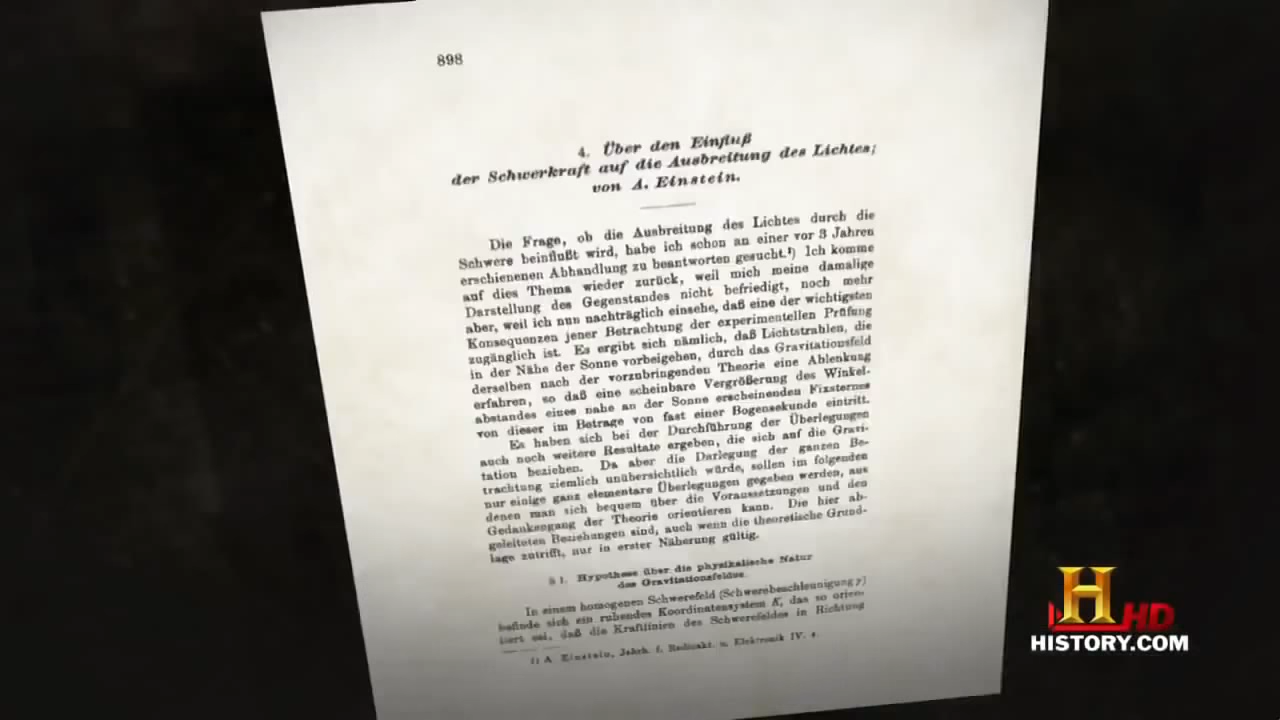 898
4. Über den Einfluß
der Schwerkraft auf die Ausbreitung des Lichtes;
von A. Einstein.
Die Frage, ob die Ausbreitung des Lichtes durch die
Schwere beinflußt wird, habe ich schon an einer vor 3 Jahren
erschienenen Abhandlung zu beantworten gesucht.¹) Ich komme
auf dies Thema wieder zurück, weil mich meine damalige
Darstellung des Gegenstandes nicht befriedigt, noch mehr
aber, weil ich nun nachträglich einsehe, daß eine der wichtigsten
Konsequenzen jener Betrachtung der experimentellen Prüfung
zugänglich ist. Es ergibt sich nämlich, daß Lichtstrahlen, die
in der Nähe der Sonne vorbeigehen, durch das Gravitationsfeld
derselben nach der vorzubringenden Theorie eine Ablenkung
erfahren, so daß eine scheinbare Vergrößerung des Winkel-
abstandes eines nahe an der Sonne erscheinenden Fixsternes
von dieser im Betrage von fast einer Bogensekunde eintritt.
Es haben sich bei der Durchführung der Überlegungen
auch noch weitere Resultate ergeben, die sich auf die Gravi-
tation beziehen. Da aber die Darlegung der ganzen Be-
trachtung ziemlich unübersichtlich würde, sollen im folgenden
nur einige ganz elementare Überlegungen gegeben werden, aus
denen man sich bequem über die Voraussetzungen und den
Gedankengang der Theorie orientieren kann. Die hier ab-
geleiteten Beziehungen sind, auch wenn die theoretische Grund-
lage zutrifft, nur in erster Näherung gültig.
§ 1. Hypothese über die physikalische Natur
des Gravitationsfeldes.
In einem homogenen Schwerefeld (Schwerebeschleunigung γ)
befinde sich ein ruhendes Koordinatensystem K, das so orien-
tiert sei, daß die Kraftlinien des Schwerefeldes in Richtung
1) A. Einstein, Jahrb. f. Radioakt. u. Elektronik IV. 4.
H HD
HISTORY.COM